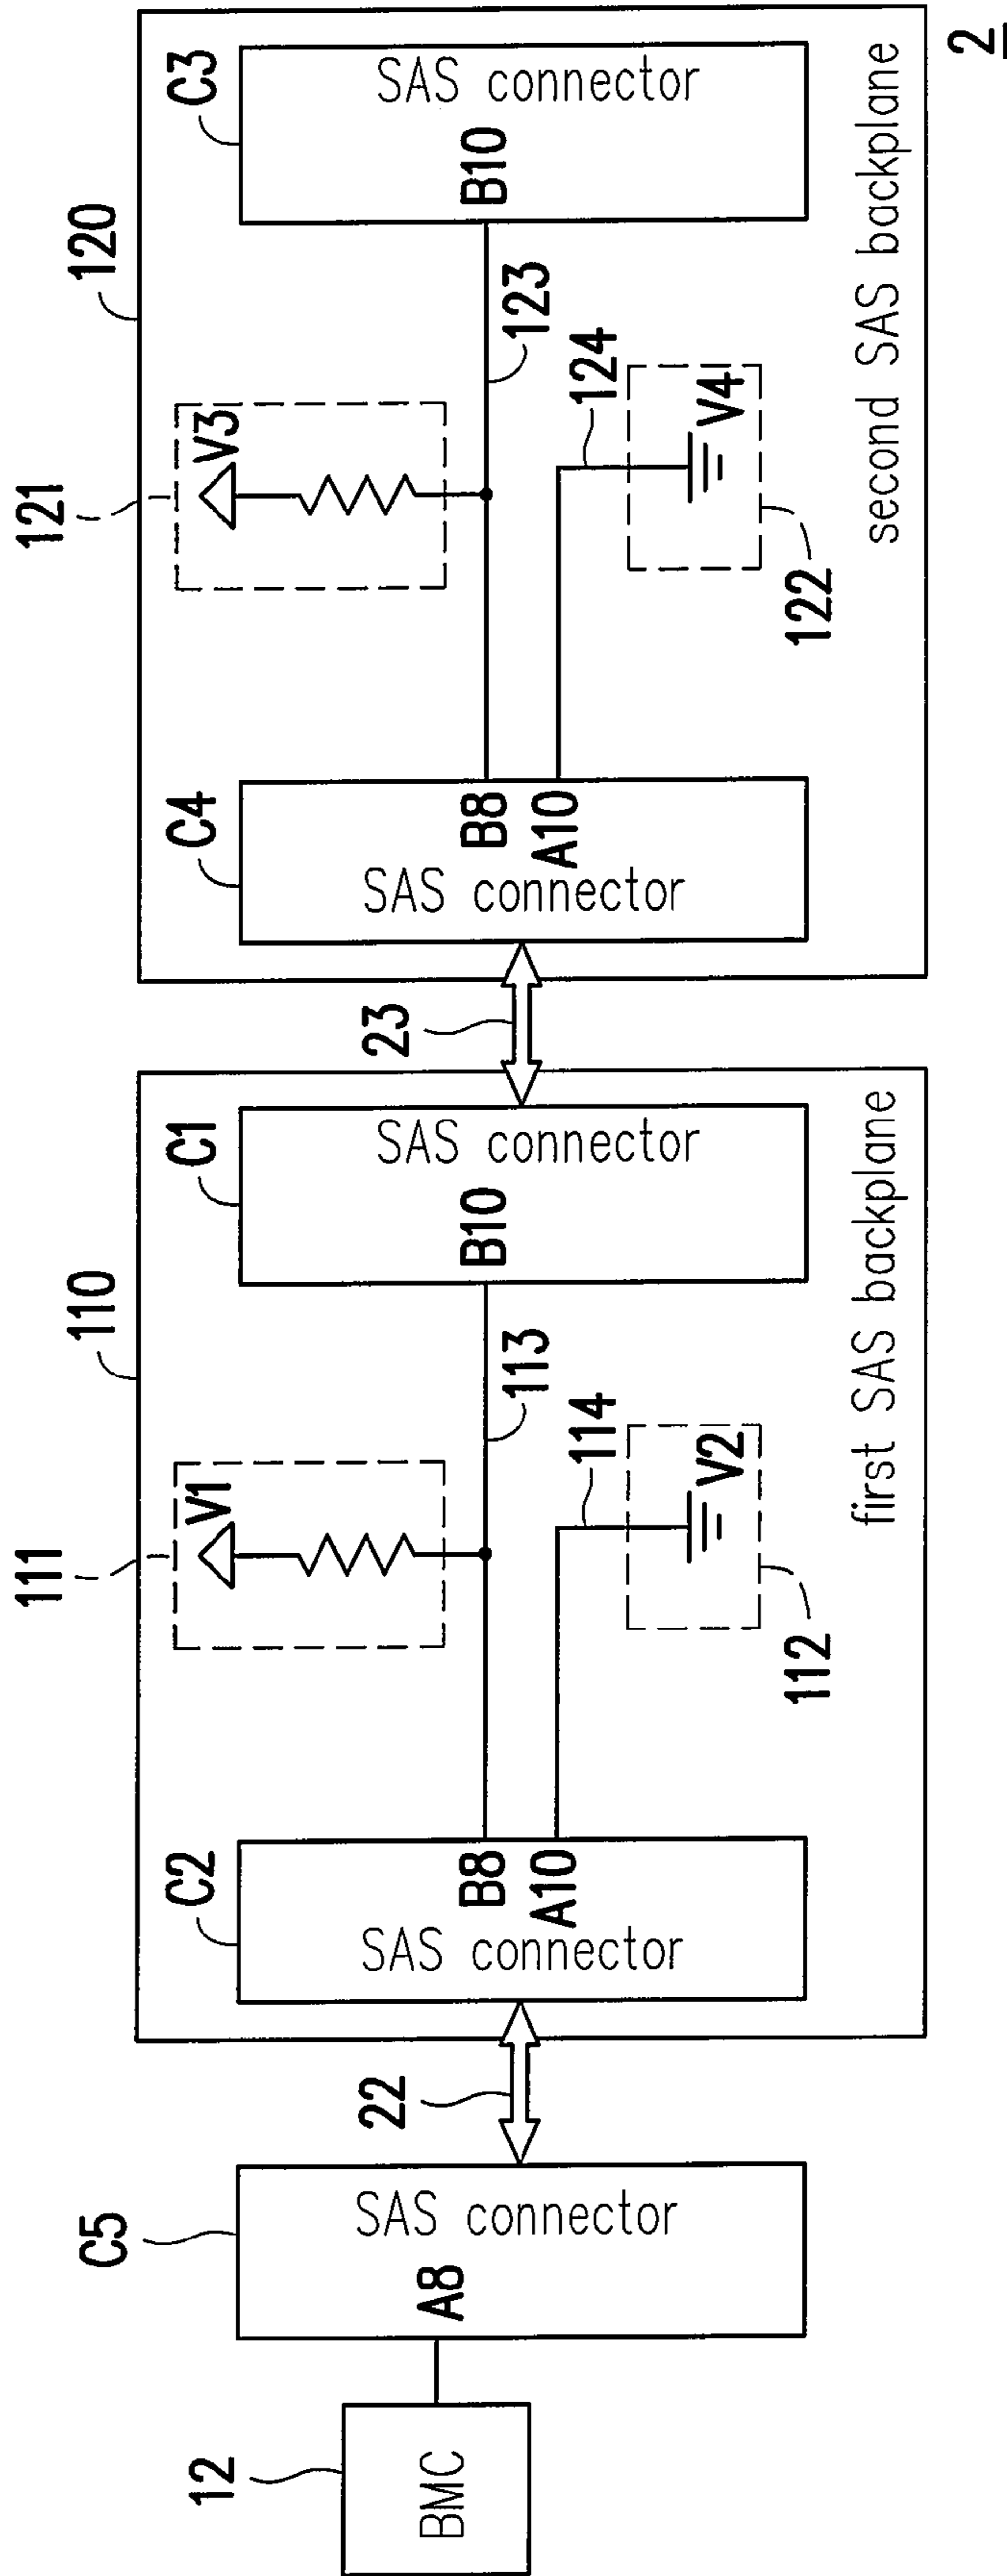 12
BMC
C5
A8
SAS connector
22
110
C2
B8
A10
SAS connector
111
V1
113
114
V2
112
C1
B10
SAS connector
first SAS backplane
23
120
C4
B8
A10
SAS connector
121
V3
123
124
V4
122
C3
B10
SAS connector
second SAS backplane
2